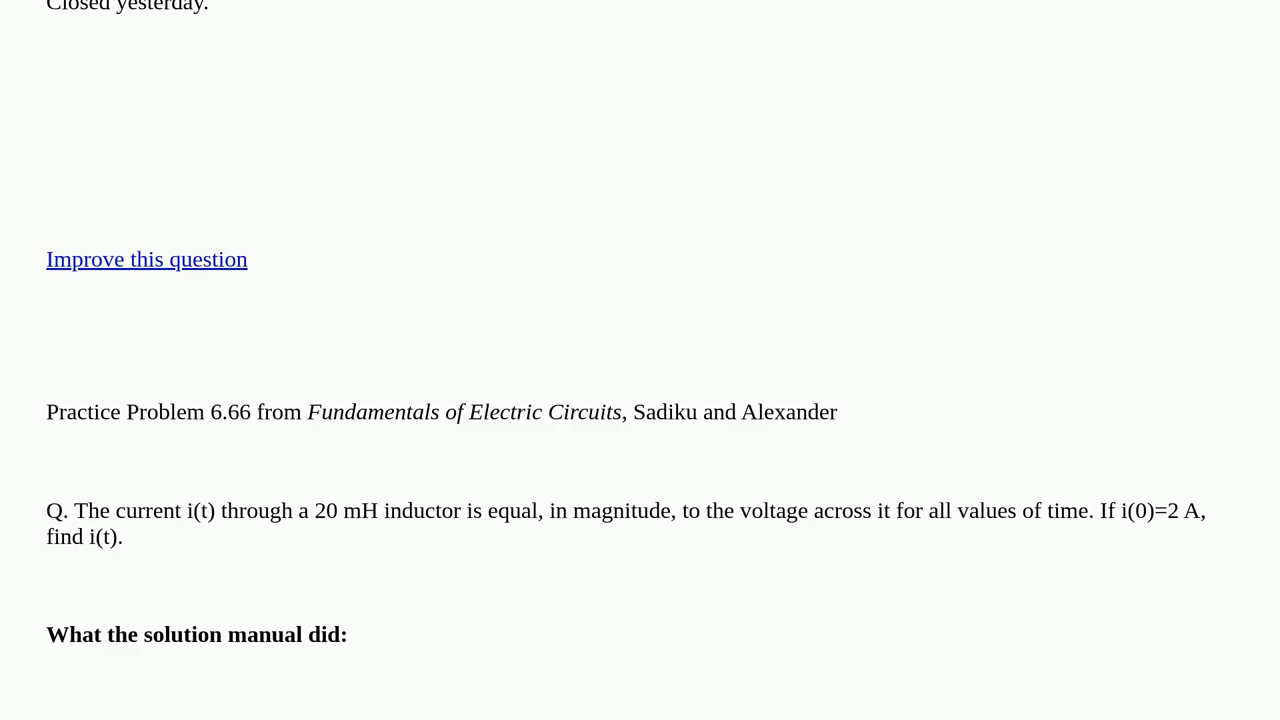 Closed yesterday.
Improve this question
Practice Problem 6.66 from Fundamentals of Electric Circuits, Sadiku and Alexander
Q. The current i(t) through a 20 mH inductor is equal, in magnitude, to the voltage across it for all values of time. If i(0)=2 A,
find i(t).
What the solution manual did: